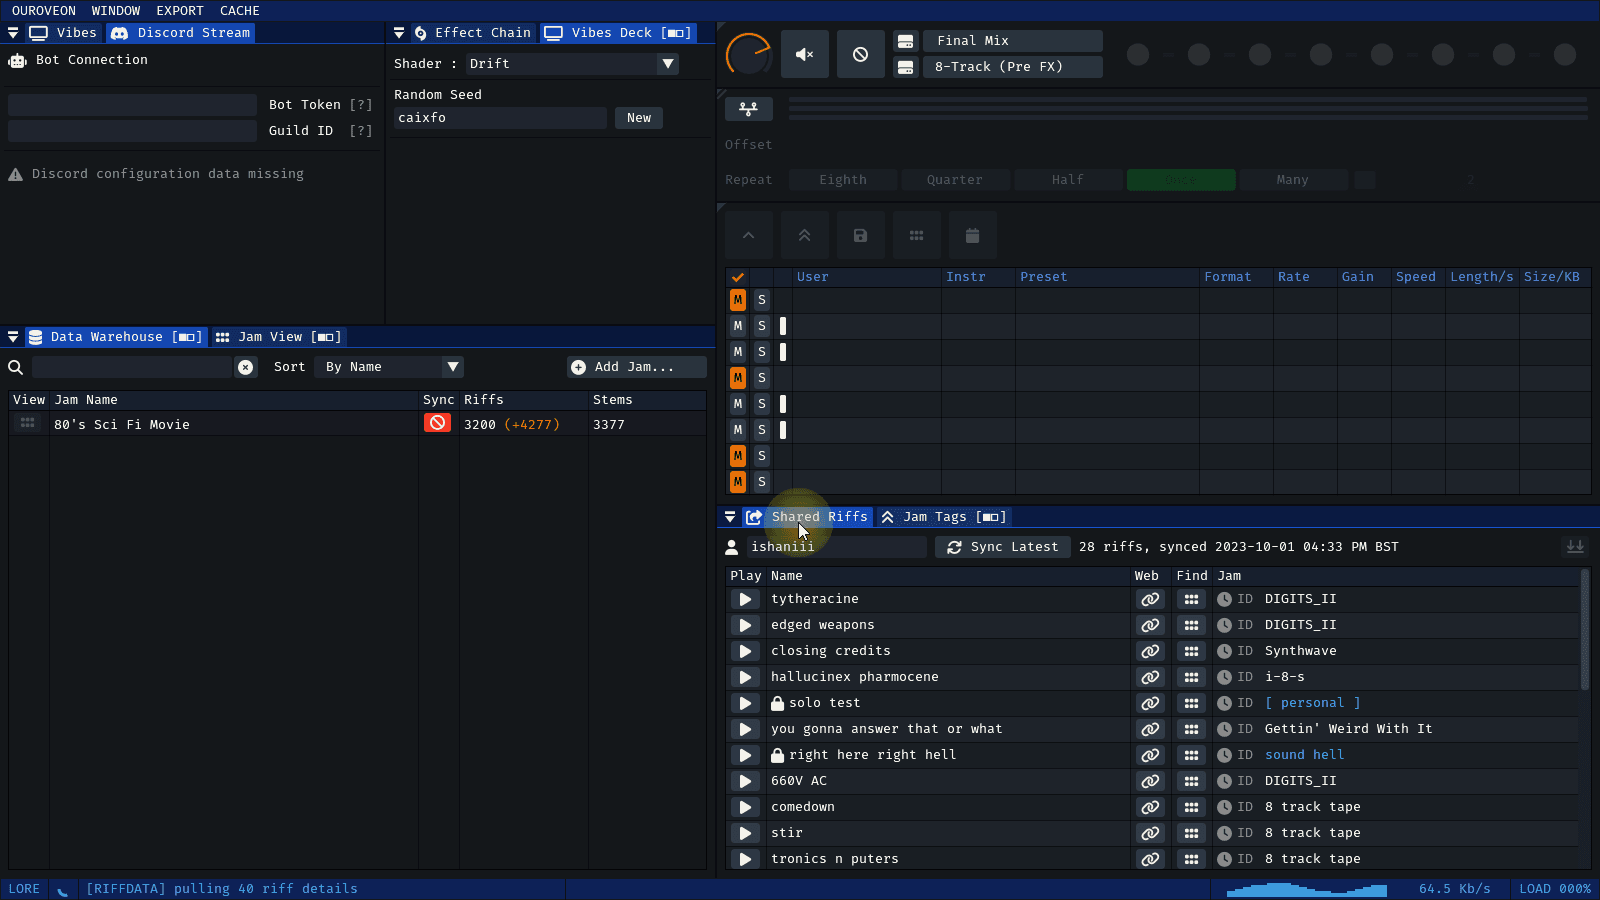 OUROVEON WINDOW EXPORT CACHE
Vibes Discord Stream
Bot Connection
Bot Token [?]
Guild ID [?]
Discord configuration data missing
Effect Chain Vibes Deck
Shader : Drift
Random Seed
caixfo New
Final Mix
8-Track (Pre FX)
Offset
Repeat Eighth Quarter Half Once Many 2
User Instr Preset Format Rate Gain Speed Length/s Size/KB
M S
M S
M S
M S
M S
M S
M S
M S
Data Warehouse Jam View
Sort By Name Add Jam...
View Jam Name Sync Riffs Stems
80's Sci Fi Movie 3200 (+4277) 3377
Shared Riffs Jam Tags
ishaniii Sync Latest 28 riffs, synced 2023-10-01 04:33 PM BST
Play Name Web Find Jam
tytheracine ID DIGITS_II
edged weapons ID DIGITS_II
closing credits ID Synthwave
hallucinex pharmocene ID i-8-s
solo test ID [ personal ]
you gonna answer that or what ID Gettin' Weird With It
right here right hell ID sound hell
660V AC ID DIGITS_II
comedown ID 8 track tape
stir ID 8 track tape
tronics n puters ID 8 track tape
LORE [RIFFDATA] pulling 40 riff details 64.5 Kb/s LOAD 000%